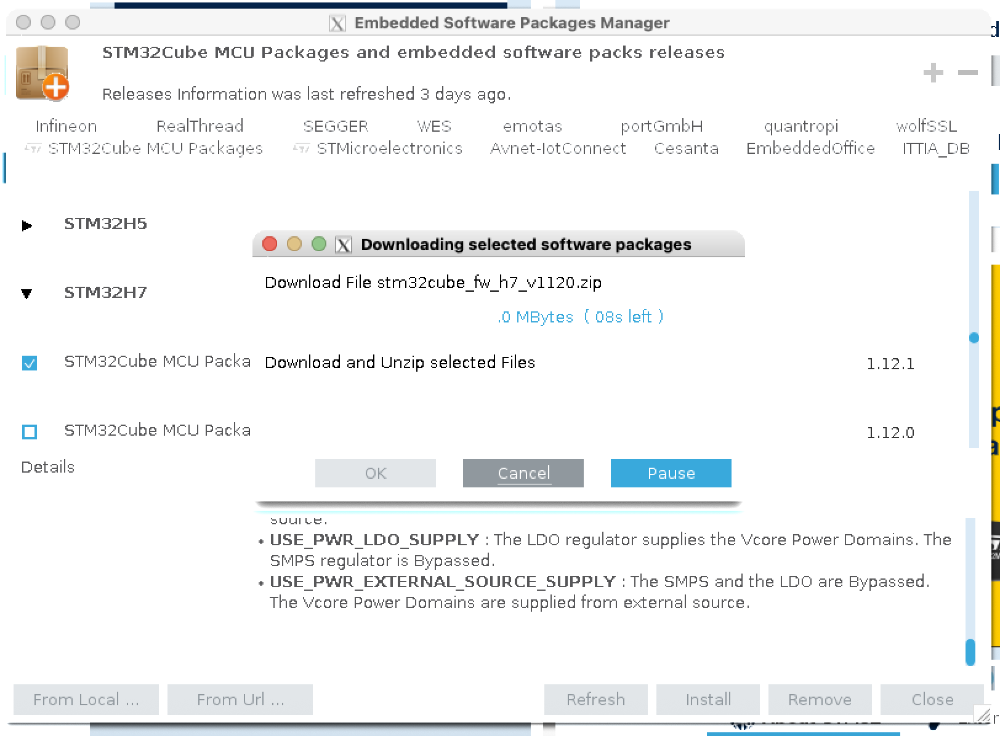 Embedded Software Packages Manager
STM32Cube MCU Packages and embedded software packs releases
Releases Information was last refreshed 3 days ago.
Infineon RealThread SEGGER WES emotas portGmbH quantropi wolfSSL
STM32Cube MCU Packages STMicroelectronics Avnet-IotConnect Cesanta EmbeddedOffice ITTIA_DB
STM32H5
Downloading selected software packages
Download File stm32cube_fw_h7_v1120.zip
STM32H7
.0 MBytes ( 08s left )
STM32Cube MCU Packa
Download and Unzip selected Files
1.12.1
STM32Cube MCU Packa
1.12.0
Details
OK Cancel Pause
source.
• USE_PWR_LDO_SUPPLY : The LDO regulator supplies the Vcore Power Domains. The
SMPS regulator is Bypassed.
• USE_PWR_EXTERNAL_SOURCE_SUPPLY : The SMPS and the LDO are Bypassed.
The Vcore Power Domains are supplied from external source.
From Local ... From Url ... Refresh Install Remove Close